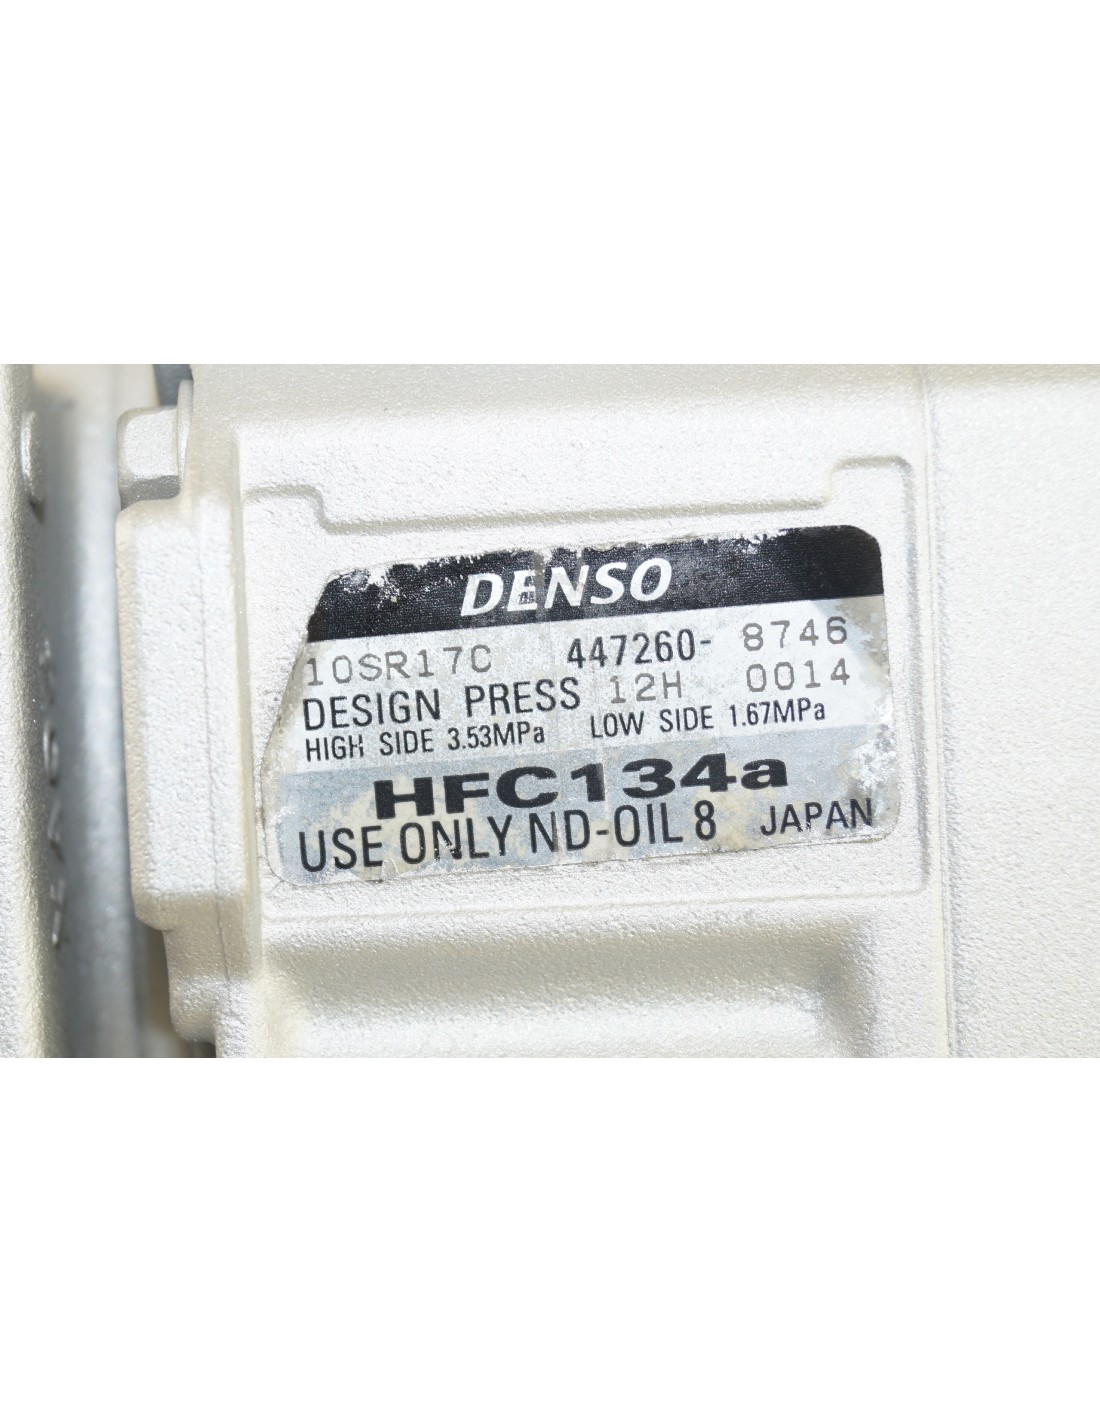 DENSO
10SR17C 447260- 8746
DESIGN PRESS 12H 0014
HIGH SIDE 3.53MPa LOW SIDE 1.67MPa
HFC134a
USE ONLY ND-OIL 8 JAPAN